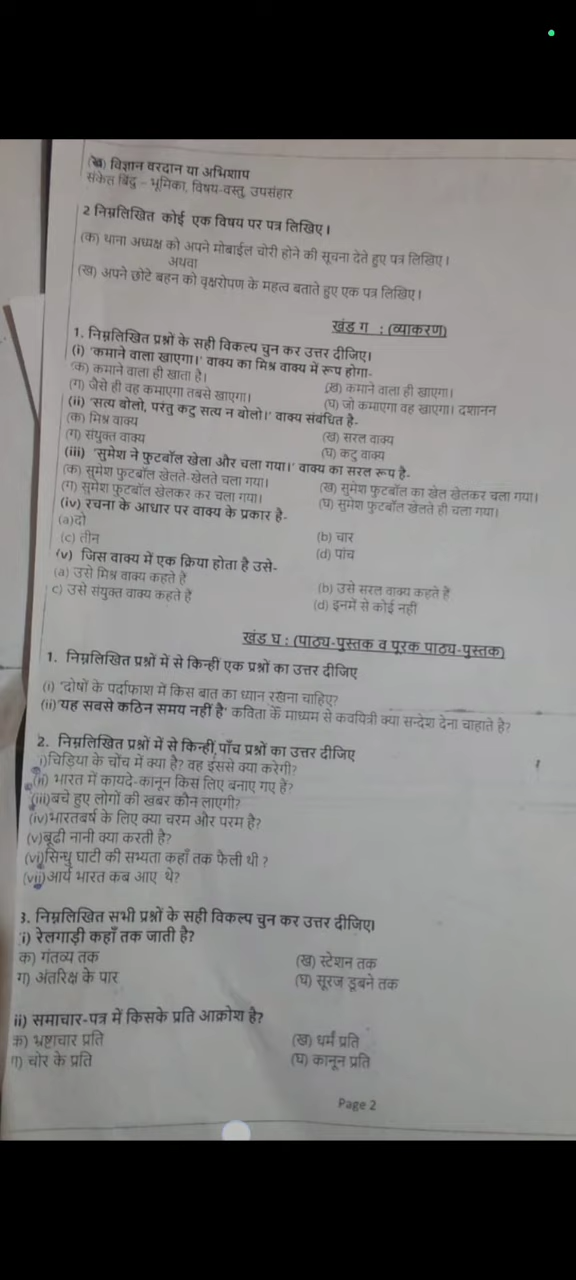 (ख) विज्ञान वरदान या अभिशाप
संकेत बिंदु – भूमिका, विषय-वस्तु, उपसंहार
2 निम्नलिखित कोई एक विषय पर पत्र लिखिए।
(क) थाना अध्यक्ष को अपने मोबाईल चोरी होने की सूचना देते हुए पत्र लिखिए।
अथवा
(ख) अपने छोटे बहन को वृक्षरोपण के महत्व बताते हुए एक पत्र लिखिए।
खंड ग : (व्याकरण)
1. निम्नलिखित प्रश्नों के सही विकल्प चुन कर उत्तर दीजिए।
(i) 'कमाने वाला खाएगा।' वाक्य का मिश्र वाक्य में रूप होगा-
(क) कमाने वाला ही खाता है।
(ख) कमाने वाला ही खाएगा।
(ग) जैसे ही वह कमाएगा तबसे खाएगा।
(घ) जो कमाएगा वह खाएगा। दशानन
(ii) 'सत्य बोलो, परंतु कटु सत्य न बोलो।' वाक्य संबंधित है-
(क) मिश्र वाक्य
(ख) सरल वाक्य
(ग) संयुक्त वाक्य
(घ) कटु वाक्य
(iii) 'सुमेश ने फुटबॉल खेला और चला गया।' वाक्य का सरल रूप है-
(क) सुमेश फुटबॉल खेलते-खेलते चला गया।
(ख) सुमेश फुटबॉल का खेल खेलकर चला गया।
(ग) सुमेश फुटबॉल खेलकर कर चला गया।
(घ) सुमेश फुटबॉल खेलते ही चला गया।
(iv) रचना के आधार पर वाक्य के प्रकार है-
(a)दो
(b) चार
(c) तीन
(d) पांच
(v) जिस वाक्य में एक क्रिया होता है उसे-
(a) उसे मिश्र वाक्य कहते हैं
(b) उसे सरल वाक्य कहते हैं
c) उसे संयुक्त वाक्य कहते हैं
(d) इनमें से कोई नहीं
खंड घ : (पाठ्य-पुस्तक व पूरक पाठ्य-पुस्तक)
1. निम्नलिखित प्रश्नों में से किन्हीं एक प्रश्नों का उत्तर दीजिए
(i) 'दोषों के पर्दाफाश में किस बात का ध्यान रखना चाहिए?
(ii)'यह सबसे कठिन समय नहीं है' कविता के माध्यम से कवयित्री क्या सन्देश देना चाहाते है?
2. निम्नलिखित प्रश्नों में से किन्हीं पाँच प्रश्नों का उत्तर दीजिए
i)चिड़िया के चोंच में क्या है? वह इससे क्या करेगी?
(ii) भारत में कायदे-कानून किस लिए बनाए गए हैं?
(iii)बचे हुए लोगों की खबर कौन लाएगी?
(iv)भारतबर्ष के लिए क्या चरम और परम है?
(v)बूढी नानी क्या करती है?
(vi)सिन्धु घाटी की सभ्यता कहाँ तक फैली थी ?
(vii)आर्य भारत कब आए थे?
3. निम्नलिखित सभी प्रश्नों के सही विकल्प चुन कर उत्तर दीजिए।
i) रेलगाड़ी कहाँ तक जाती है?
क) गंतव्य तक
(ख) स्टेशन तक
ग) अंतरिक्ष के पार
(घ) सूरज डूबने तक
ii) समाचार-पत्र में किसके प्रति आक्रोश है?
क) भ्रष्टाचार प्रति
(ख) धर्म प्रति
ग) चोर के प्रति
(घ) कानून प्रति
Page 2